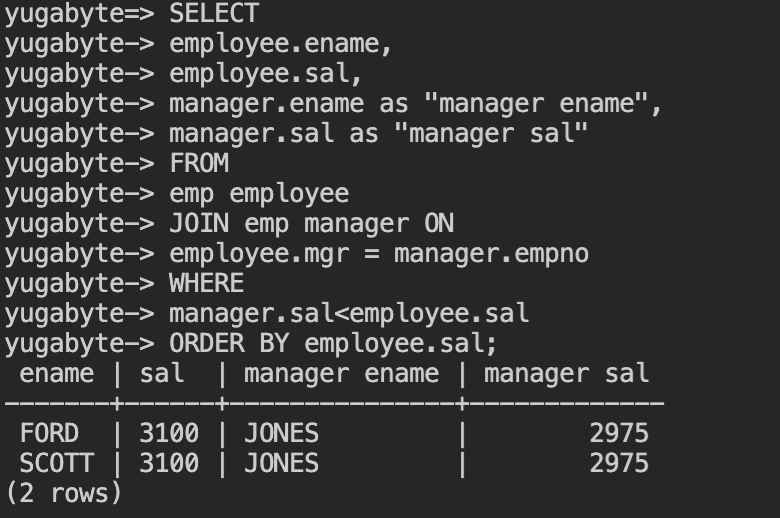 yugabyte=> SELECT
yugabyte-> employee.ename,
yugabyte-> employee.sal,
yugabyte-> manager.ename as "manager ename",
yugabyte-> manager.sal as "manager sal"
yugabyte-> FROM
yugabyte-> emp employee
yugabyte-> JOIN emp manager ON
yugabyte-> employee.mgr = manager.empno
yugabyte-> WHERE
yugabyte-> manager.sal<employee.sal
yugabyte-> ORDER BY employee.sal;
 ename | sal  | manager ename | manager sal
-------+------+---------------+-------------
 FORD  | 3100 | JONES         |        2975
 SCOTT | 3100 | JONES         |        2975
(2 rows)